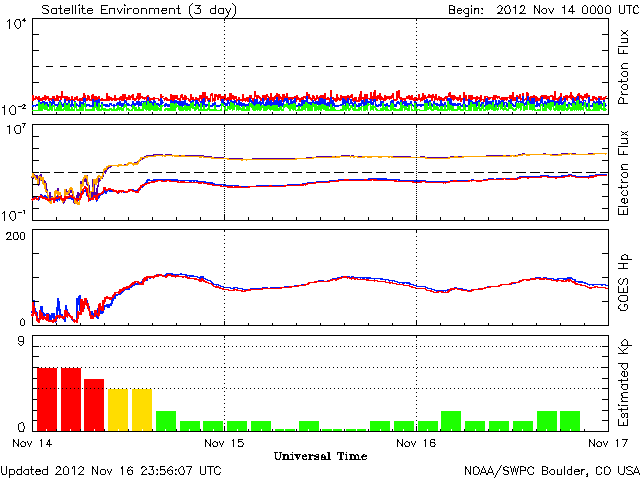 Satellite Environment (3 day) Begin: 2012 Nov 14 0000 UTC
10^4
Proton Flux
10^-2
10^7
Electron Flux
10^-1
200
GOES Hp
0
9
Estimated Kp
0
Nov 14 Nov 15 Nov 16 Nov 17
Universal Time
Updated 2012 Nov 16 23:56:07 UTC NOAA/SWPC Boulder, CO USA